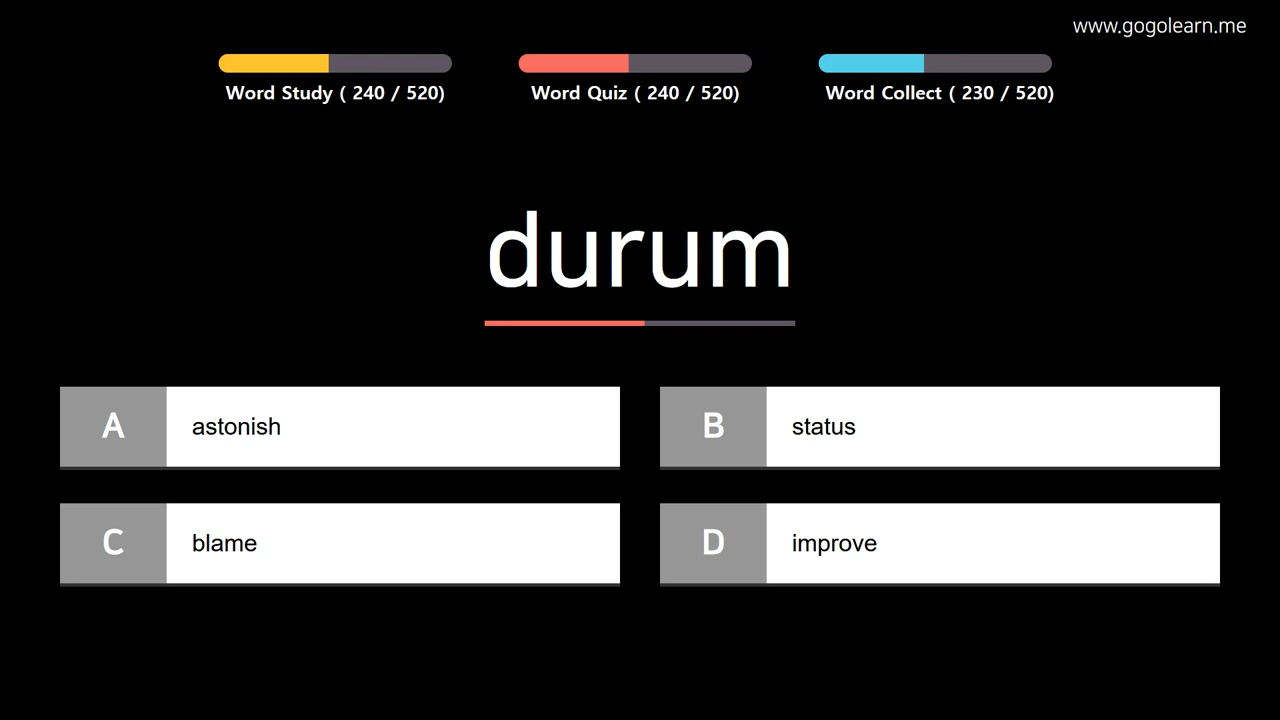 www.gogolearn.me
Word Study ( 240 / 520)
Word Quiz ( 240 / 520)
Word Collect ( 230 / 520)
durum
A
astonish
B
status
C
blame
D
improve